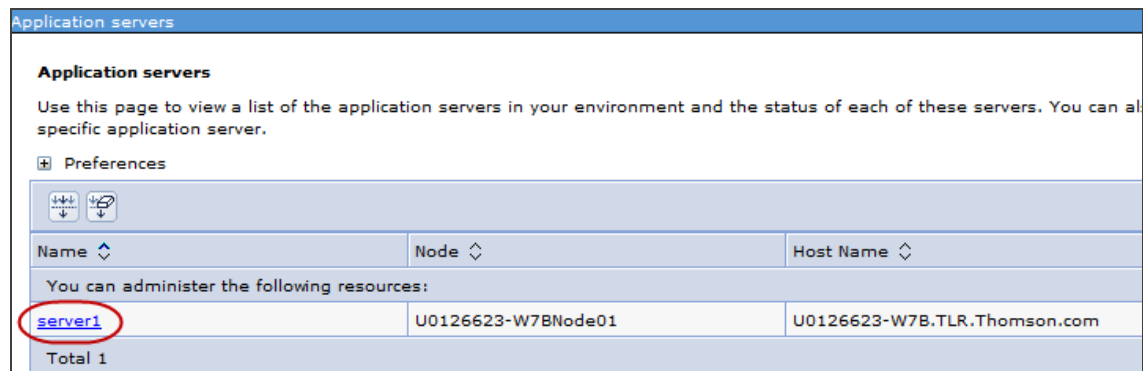 Application servers
Application servers
Use this page to view a list of the application servers in your environment and the status of each of these servers. You can
specific application server.
Preferences
Name Node Host Name
You can administer the following resources:
server1 U0126623-W7BNode01 U0126623-W7B.TLR.Thomson.com
Total 1